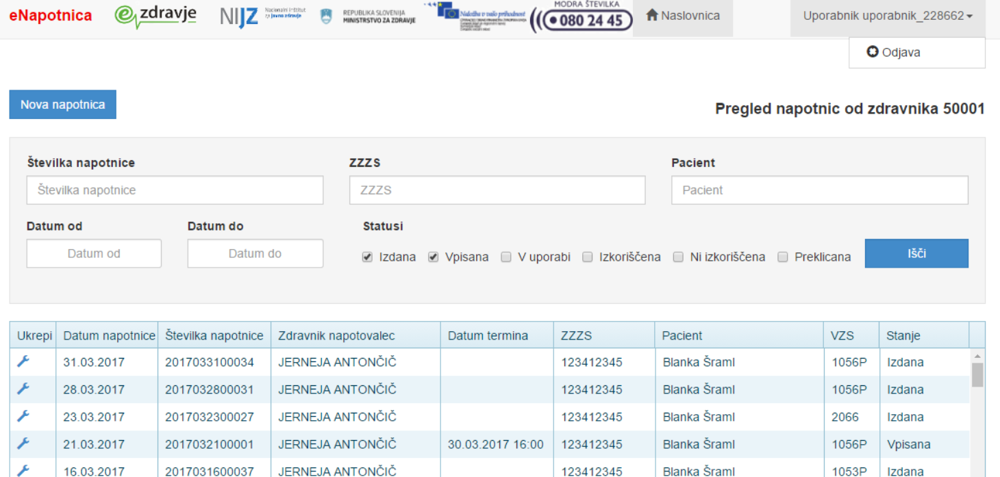 eNapotnica
zdravje
NIJZ Nacionalni inštitut za javno zdravje
REPUBLIKA SLOVENIJA
MINISTRSTVO ZA ZDRAVJE
Naložba v vašo prihodnost
MODRA ŠTEVILKA
080 24 45
Naslovnica
Uporabnik uporabnik_228662
Odjava
Nova napotnica
Pregled napotnic od zdravnika 50001
Številka napotnice ZZZS Pacient
Številka napotnice ZZZS Pacient
Datum od Datum do Statusi
Datum od Datum do Izdana Vpisana V uporabi Izkoriščena Ni izkoriščena Preklicana Išči
Ukrepi Datum napotnice Številka napotnice Zdravnik napotovalec Datum termina ZZZS Pacient VZS Stanje
31.03.2017 2017033100034 JERNEJA ANTONČIČ 123412345 Blanka Šraml 1056P Izdana
28.03.2017 2017032800031 JERNEJA ANTONČIČ 123412345 Blanka Šraml 1056P Izdana
23.03.2017 2017032300027 JERNEJA ANTONČIČ 123412345 Blanka Šraml 2066 Izdana
21.03.2017 2017032100001 JERNEJA ANTONČIČ 30.03.2017 16:00 123412345 Blanka Šraml 1056P Vpisana
16.03.2017 2017031600037 JERNEJA ANTONČIČ 123412345 Blanka Šraml 1053P Izdana